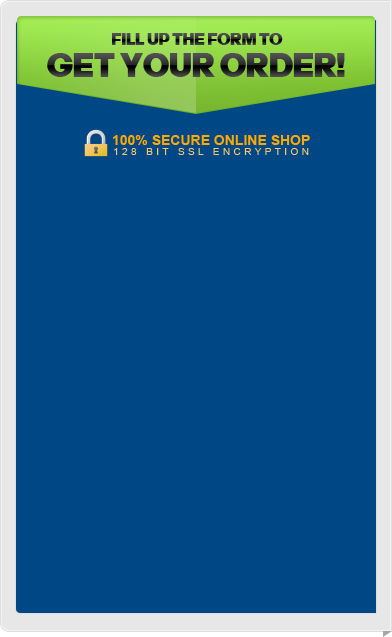 FILL UP THE FORM TO
GET YOUR ORDER!
100% SECURE ONLINE SHOP
128 BIT SSL ENCRYPTION